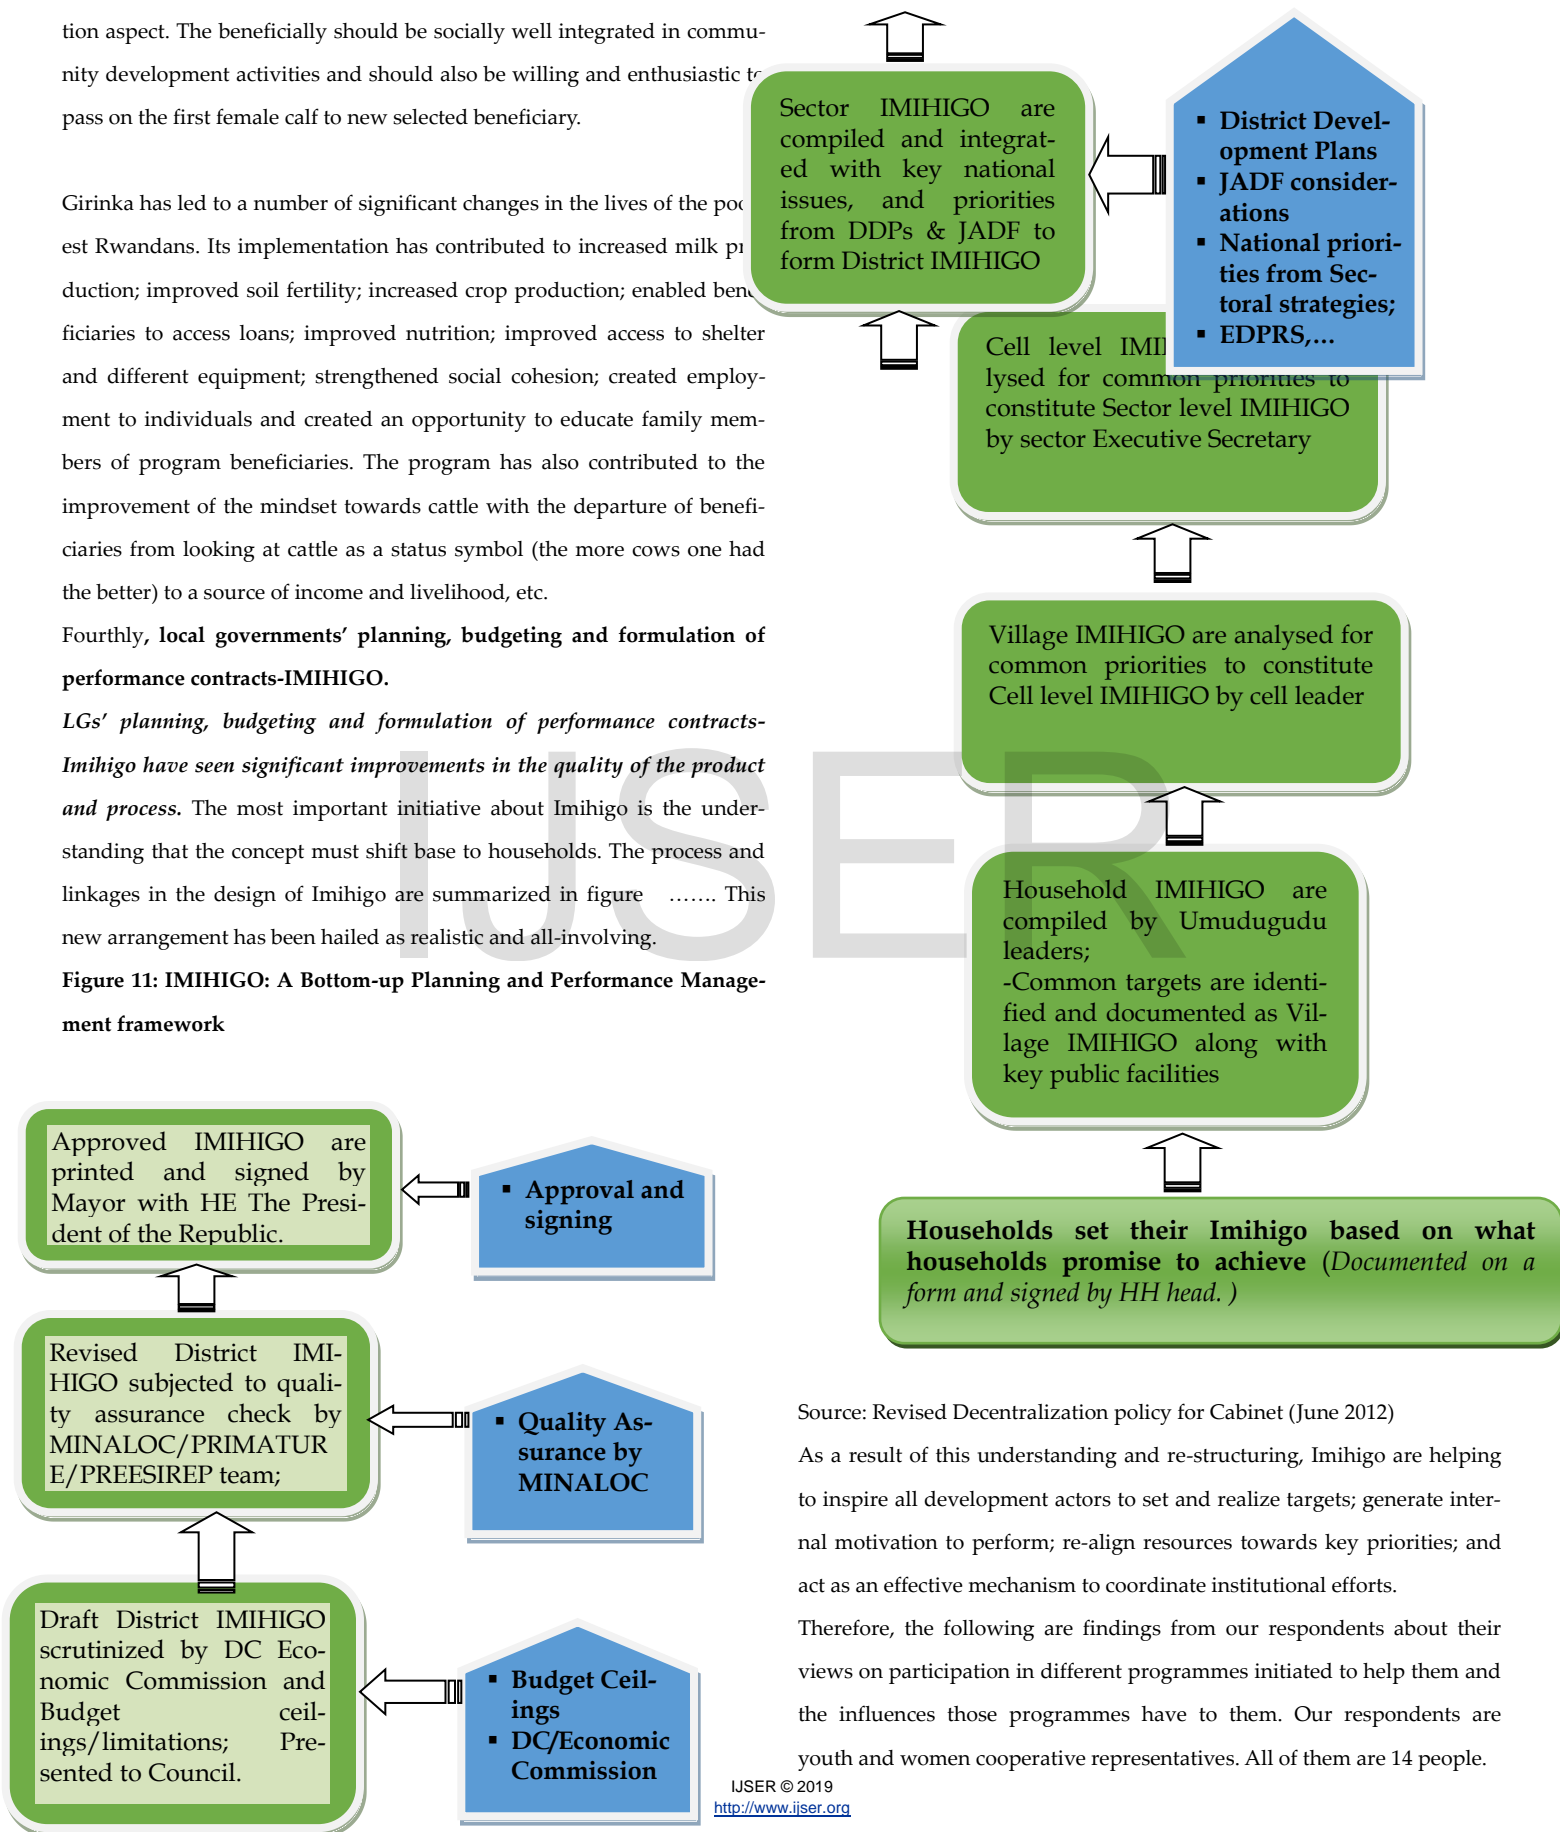 tion aspect. The beneficially should be socially well integrated in commu-
nity development activities and should also be willing and enthusiastic to
pass on the first female calf to new selected beneficiary.
Girinka has led to a number of significant changes in the lives of the poo
est Rwandans. Its implementation has contributed to increased milk pr
duction; improved soil fertility; increased crop production; enabled bene
ficiaries to access loans; improved nutrition; improved access to shelter
and different equipment; strengthened social cohesion; created employ-
ment to individuals and created an opportunity to educate family mem-
bers of program beneficiaries. The program has also contributed to the
improvement of the mindset towards cattle with the departure of benefi-
ciaries from looking at cattle as a status symbol (the more cows one had
the better) to a source of income and livelihood, etc.
Fourthly, local governments' planning, budgeting and formulation of
performance contracts-IMIHIGO.
LGs' planning, budgeting and formulation of performance contracts-
Imihigo have seen significant improvements in the quality of the product
and process. The most important initiative about Imihigo is the under-
standing that the concept must shift base to households. The process and
linkages in the design of Imihigo are summarized in figure ……. This
new arrangement has been hailed as realistic and all-involving.
Figure 11: IMIHIGO: A Bottom-up Planning and Performance Manage-
ment framework
Approved IMIHIGO are
printed and signed by
Mayor with HE The Presi-
dent of the Republic.
▪ Approval and
signing
Revised District IMI-
HIGO subjected to quali-
ty assurance check by
MINALOC/PRIMATUR
E/PREESIREP team;
▪ Quality As-
surance by
MINALOC
Draft District IMIHIGO
scrutinized by DC Eco-
nomic Commission and
Budget ceil-
ings/limitations; Pre-
sented to Council.
▪ Budget Ceil-
ings
▪ DC/Economic
Commission
Sector IMIHIGO are
compiled and integrat-
ed with key national
issues, and priorities
from DDPs & JADF to
form District IMIHIGO
▪ District Devel-
opment Plans
▪ JADF consider-
ations
▪ National priori-
ties from Sec-
toral strategies;
▪ EDPRS,…
Cell level IMI
lysed for common priorities to
constitute Sector level IMIHIGO
by sector Executive Secretary
Village IMIHIGO are analysed for
common priorities to constitute
Cell level IMIHIGO by cell leader
Household IMIHIGO are
compiled by Umudugudu
leaders;
-Common targets are identi-
fied and documented as Vil-
lage IMIHIGO along with
key public facilities
Households set their Imihigo based on what
households promise to achieve (Documented on a
form and signed by HH head. )
Source: Revised Decentralization policy for Cabinet (June 2012)
As a result of this understanding and re-structuring, Imihigo are helping
to inspire all development actors to set and realize targets; generate inter-
nal motivation to perform; re-align resources towards key priorities; and
act as an effective mechanism to coordinate institutional efforts.
Therefore, the following are findings from our respondents about their
views on participation in different programmes initiated to help them and
the influences those programmes have to them. Our respondents are
youth and women cooperative representatives. All of them are 14 people.
IJSER
IJSER © 2019
http://www.ijser.org